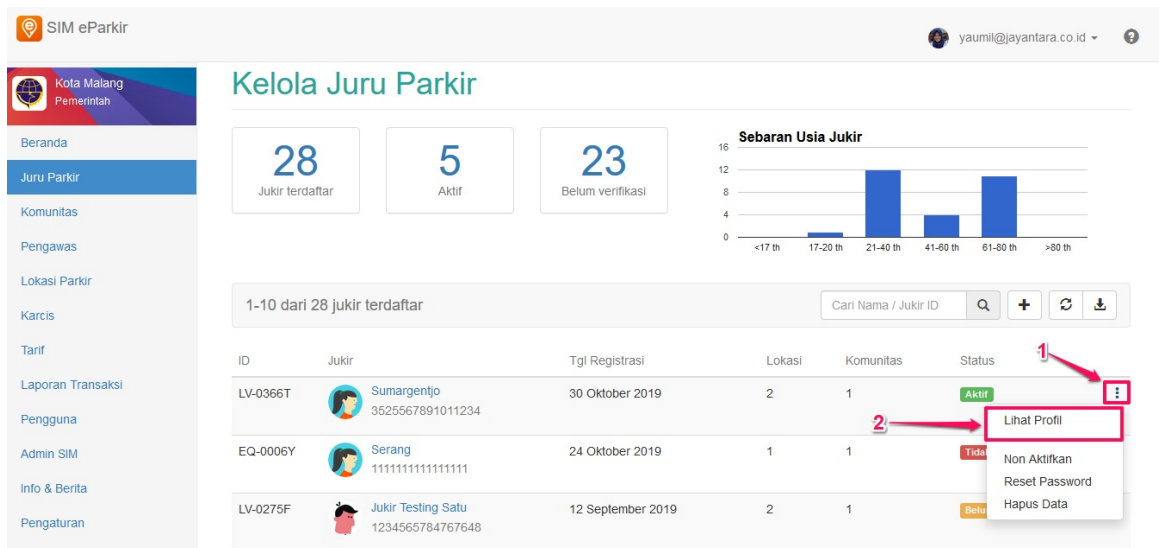 SIM eParkir
yaumil@jayantara.co.id
Kota Malang
Pemerintah
Beranda
Juru Parkir
Komunitas
Pengawas
Lokasi Parkir
Karcis
Tarif
Laporan Transaksi
Pengguna
Admin SIM
Info & Berita
Pengaturan
Kelola Juru Parkir
28
Jukir terdaftar
5
Aktif
23
Belum verifikasi
Sebaran Usia Jukir
16
12
8
4
0
<17 th 17-20 th 21-40 th 41-60 th 61-80 th >80 th
1-10 dari 28 jukir terdaftar
Cari Nama / Jukir ID
ID Jukir Tgl Registrasi Lokasi Komunitas Status
1
LV-0366T Sumargentjo 30 Oktober 2019 2 1 Aktif
3525567891011234
2
Lihat Profil
EQ-0006Y Serang 24 Oktober 2019 1 1 Tida
1111111111111111
Non Aktifkan
Reset Password
Hapus Data
LV-0275F Jukir Testing Satu 12 September 2019 2 1 Belu
1234565784767648